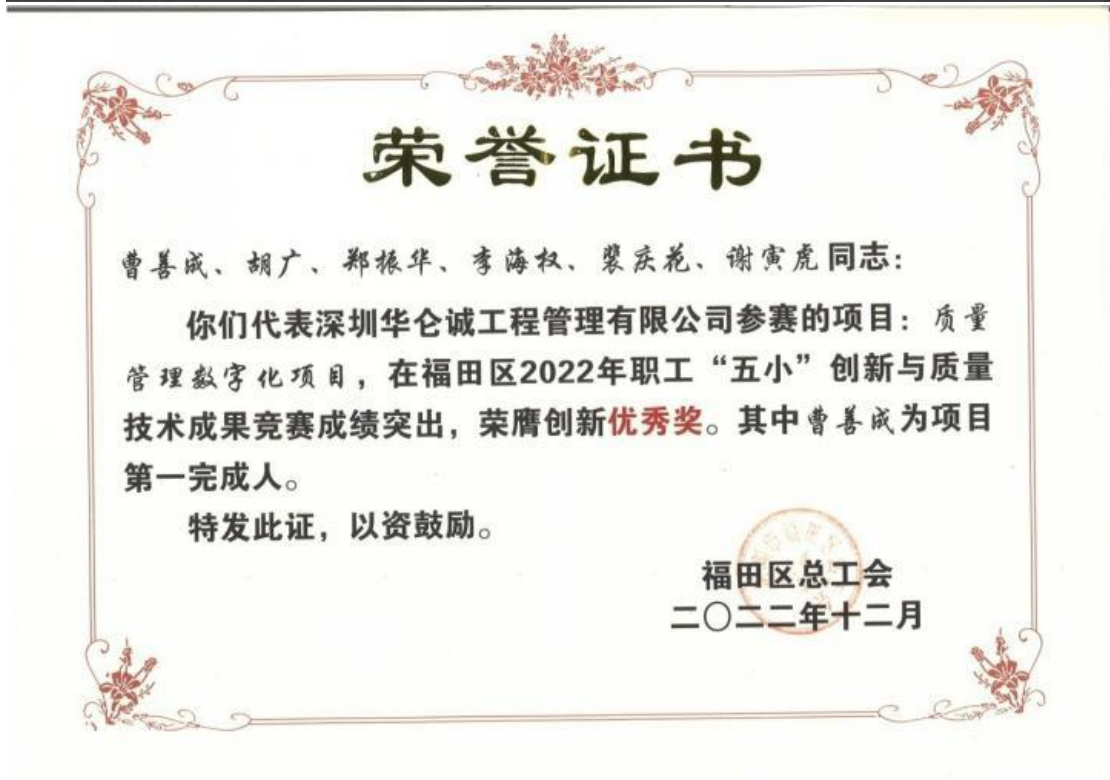 荣誉证书
曹善成、胡广、郑振华、李海权、裴庆花、谢寅虎同志：
你们代表深圳华仑诚工程管理有限公司参赛的项目：质量
管理数字化项目，在福田区2022年职工“五小”创新与质量
技术成果竞赛成绩突出，荣膺创新优秀奖。其中曹善成为项目
第一完成人。
特发此证，以资鼓励。
福田区总工会
二〇二二年十二月